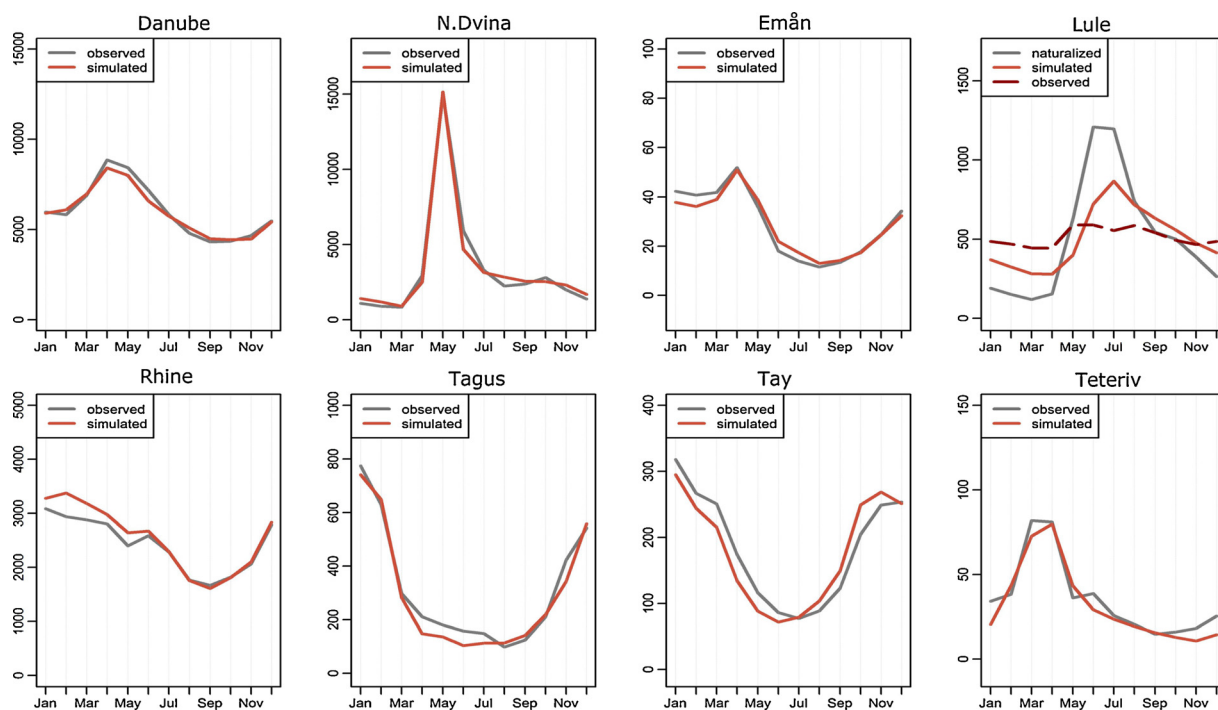 Danube
observed
simulated
15000
10000
5000
0
Jan Mar May Jul Sep Nov
N.Dvina
observed
simulated
15000
10000
5000
0
Jan Mar May Jul Sep Nov
Emån
observed
simulated
100
80
60
40
20
0
Jan Mar May Jul Sep Nov
Lule
naturalized
simulated
observed
1500
1000
500
0
Jan Mar May Jul Sep Nov
Rhine
observed
simulated
5000
4000
3000
2000
1000
0
Jan Mar May Jul Sep Nov
Tagus
observed
simulated
1000
800
600
400
200
0
Jan Mar May Jul Sep Nov
Tay
observed
simulated
400
300
200
100
0
Jan Mar May Jul Sep Nov
Teteriv
observed
simulated
150
100
50
0
Jan Mar May Jul Sep Nov